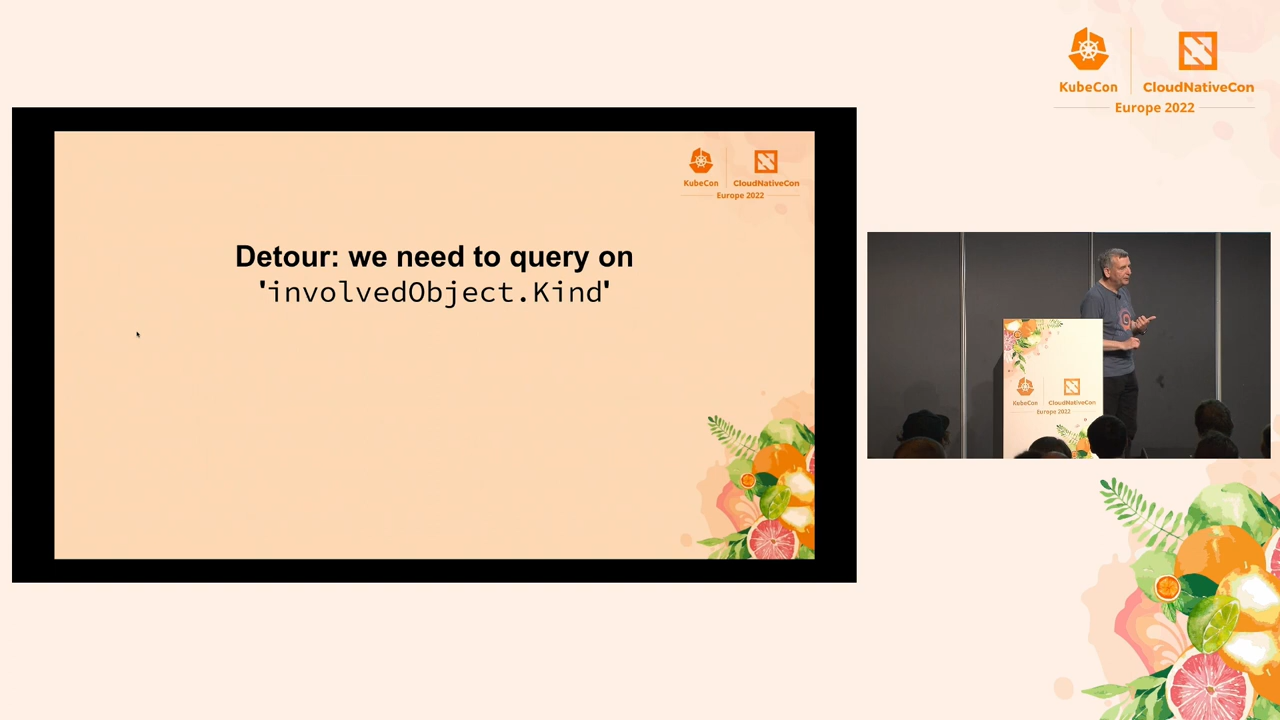 KubeCon
CloudNativeCon
Europe 2022
KubeCon
CloudNativeCon
Europe 2022
Detour: we need to query on
'involvedObject.Kind'
KubeCon
CloudNativeCon
Europe 2022